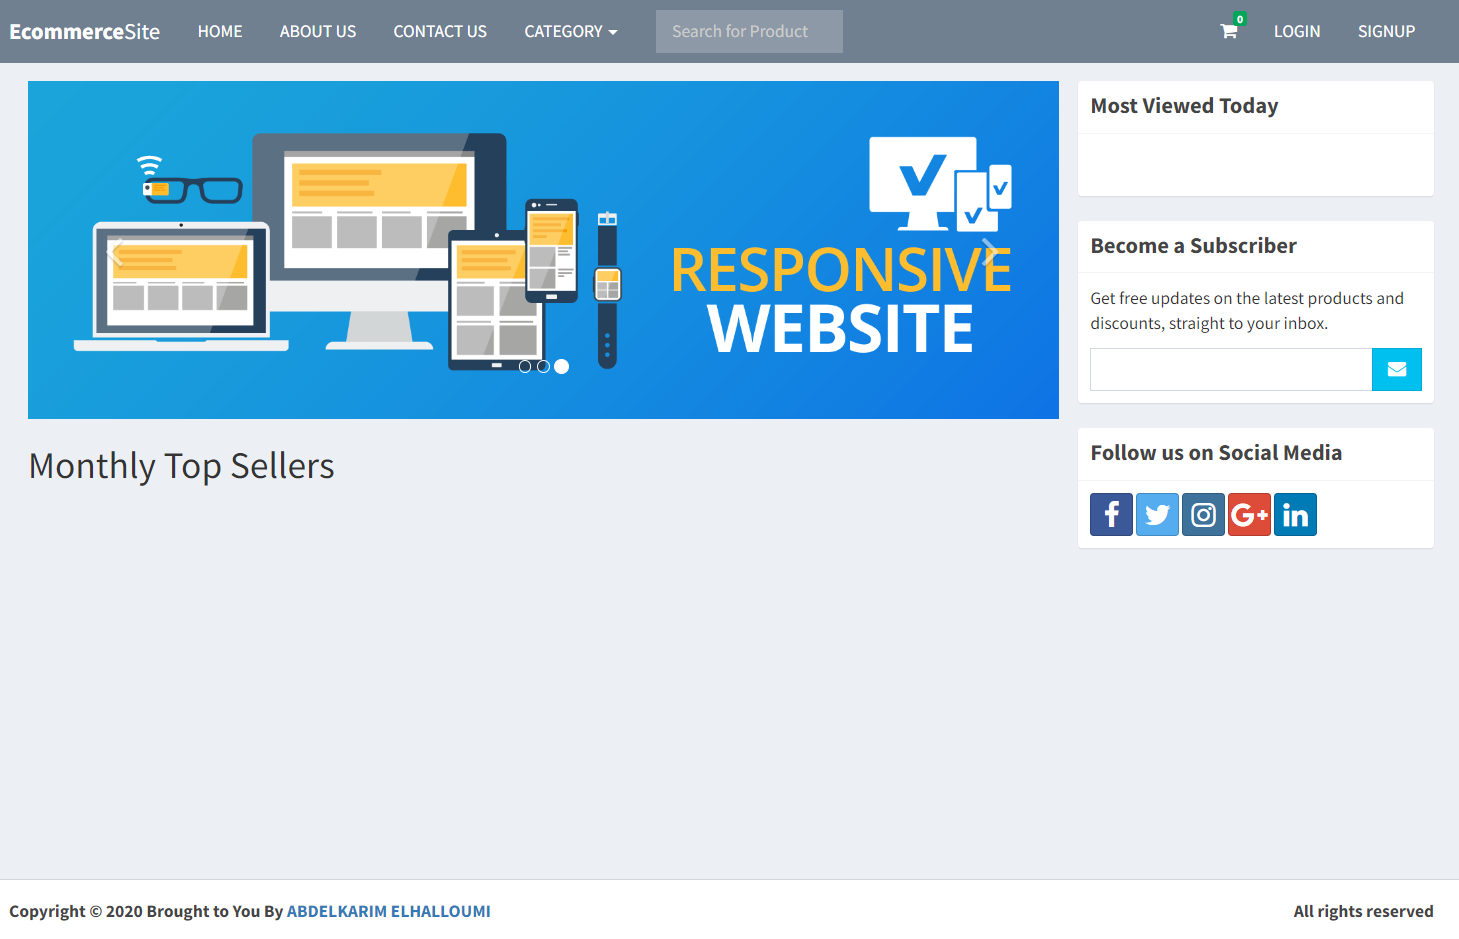 EcommerceSite HOME ABOUT US CONTACT US CATEGORY Search for Product 0 LOGIN SIGNUP
RESPONSIVE
WEBSITE
Monthly Top Sellers
Most Viewed Today
Become a Subscriber
Get free updates on the latest products and
discounts, straight to your inbox.
Follow us on Social Media
Copyright © 2020 Brought to You By ABDELKARIM ELHALLOUMI
All rights reserved